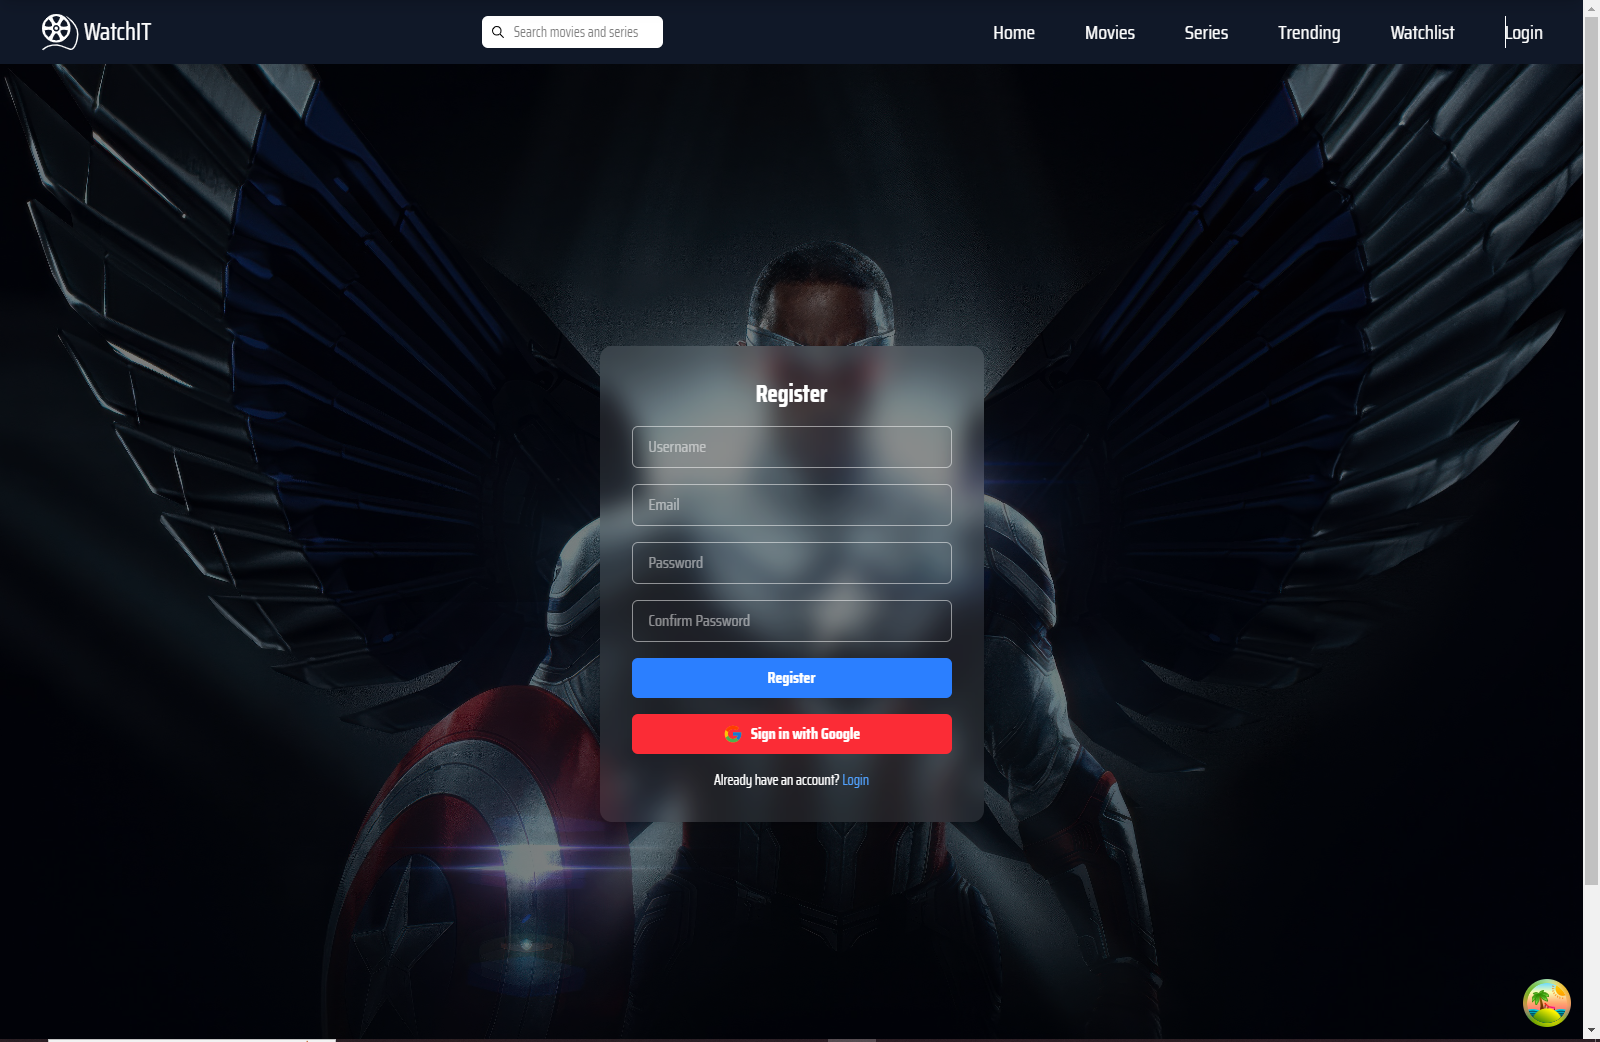 WatchIT
Search movies and series
Home
Movies
Series
Trending
Watchlist
Login
Register
Username
Email
Password
Confirm Password
Register
Sign in with Google
Already have an account? Login